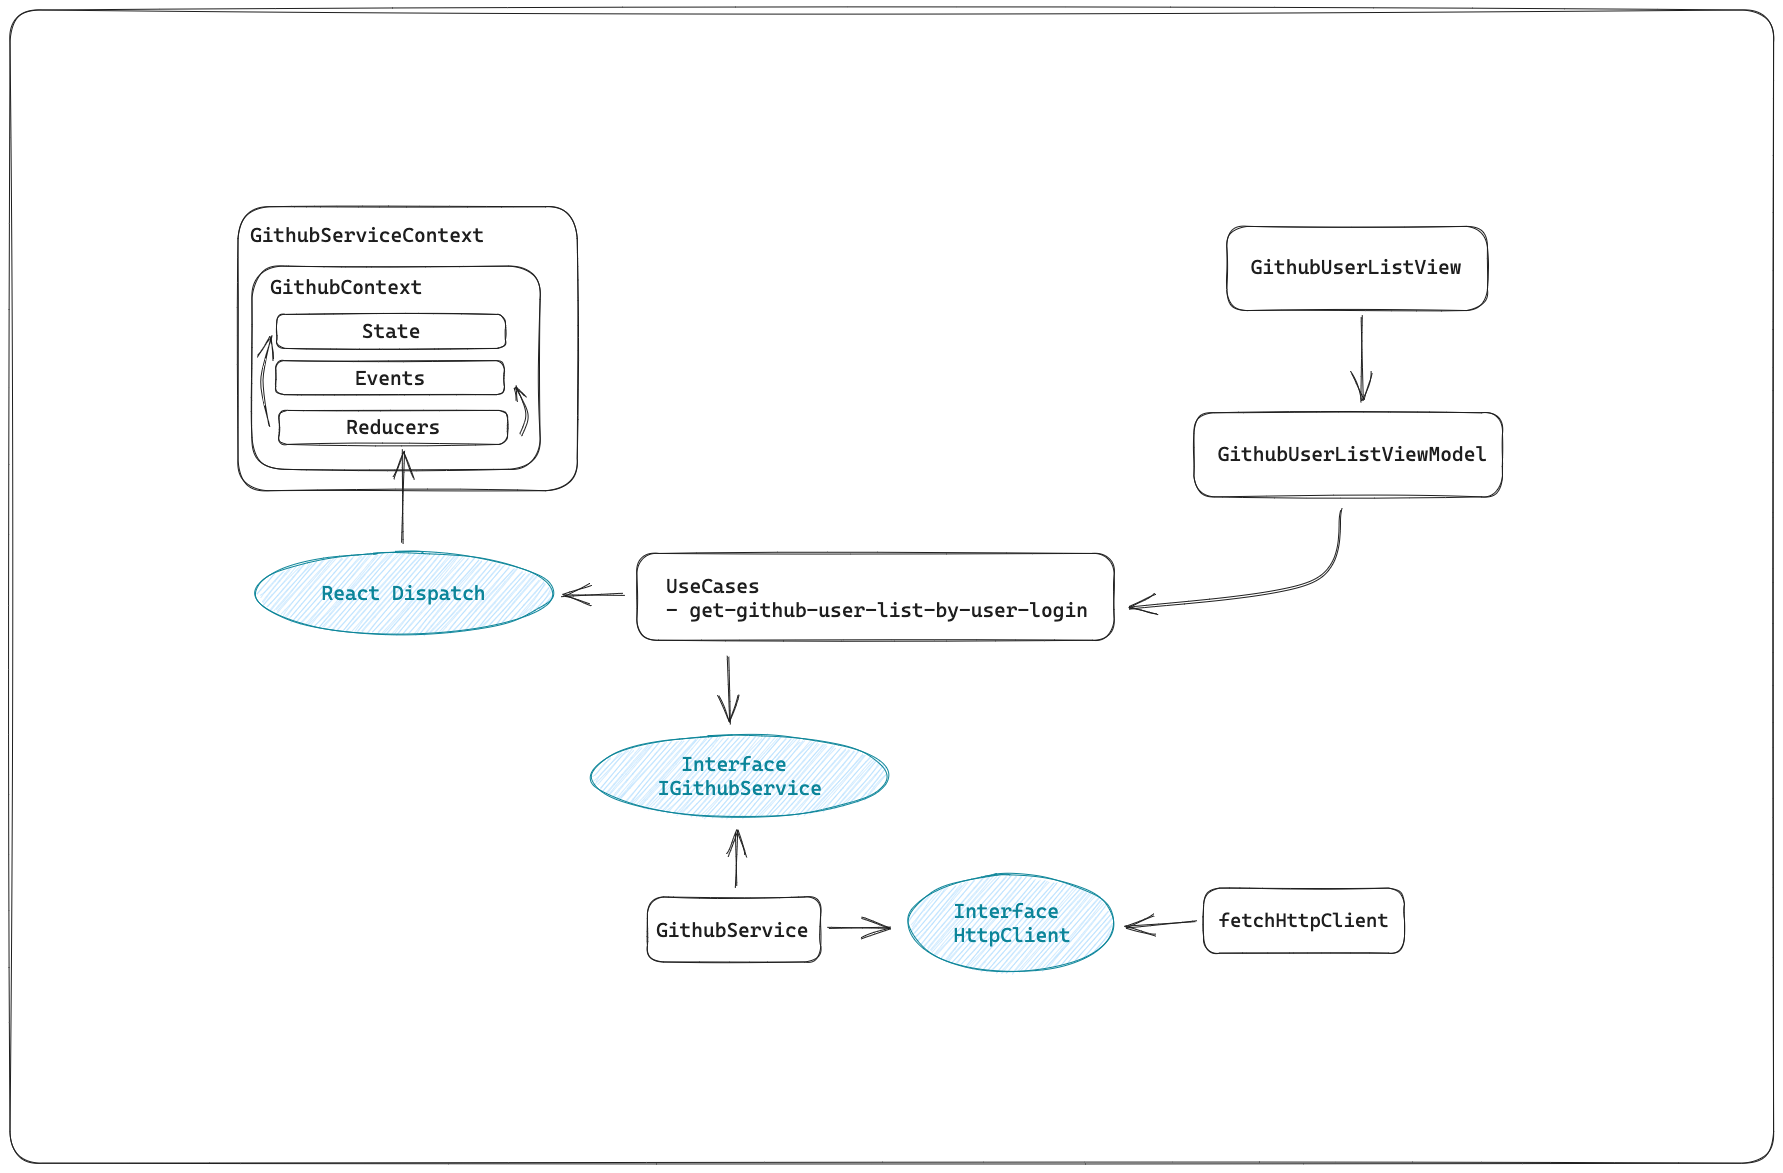 GithubServiceContext
GithubContext
State
Events
Reducers
GithubUserListView
GithubUserListViewModel
React Dispatch
UseCases
- get-github-user-list-by-user-login
Interface
IGithubService
GithubService
Interface
HttpClient
fetchHttpClient